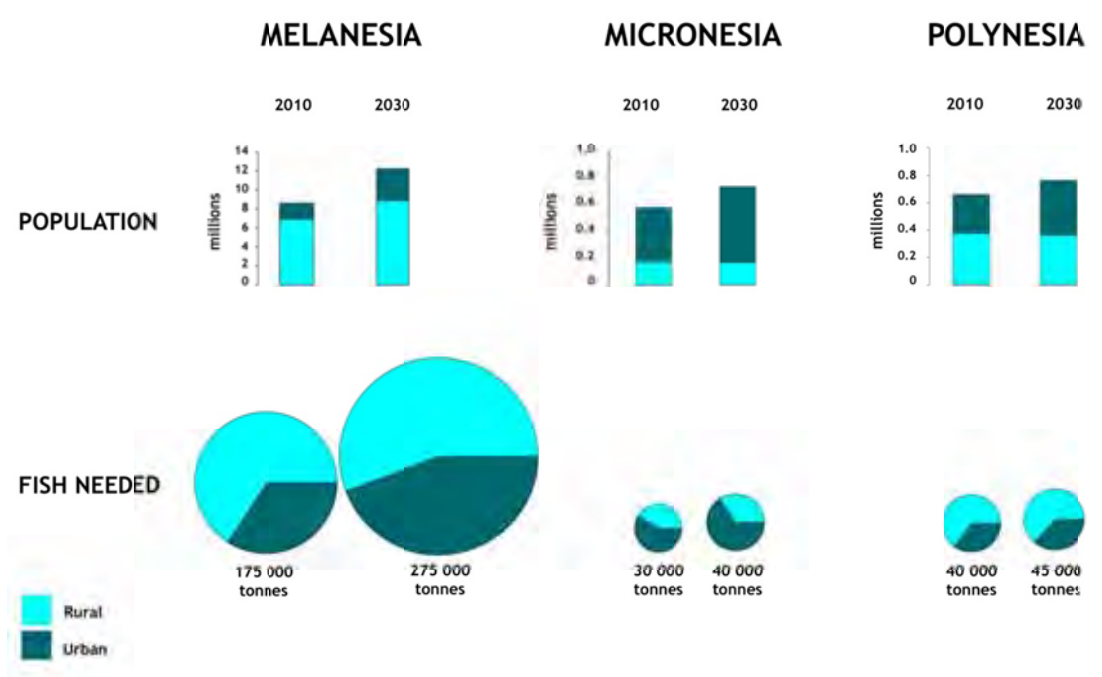 MELANESIA MICRONESIA POLYNESIA
2010 2030 2010 2030 2010 2030
POPULATION
millions
14
12
10
8
6
4
2
0
millions
1.0
0.8
0.6
0.4
0.2
0
millions
1.0
0.8
0.6
0.4
0.2
0
FISH NEEDED
175 000
tonnes
275 000
tonnes
30 000
tonnes
40 000
tonnes
40 000
tonnes
45 000
tonnes
Rural
Urban